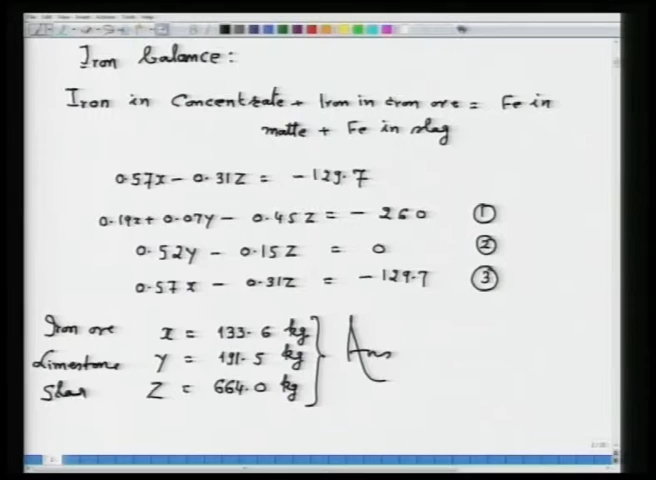 Iron balance:
Iron in Concentrate + Iron in iron ore = Fe in
matte + Fe in slag
0.57x - 0.31Z = -129.7
0.19x + 0.07y - 0.45Z = - 260 ①
0.52y - 0.15Z = 0 ②
0.57x - 0.31Z = -129.7 ③
Iron ore x = 133.6 kg
Limestone Y = 191.5 kg Ans
Slag Z = 664.0 kg